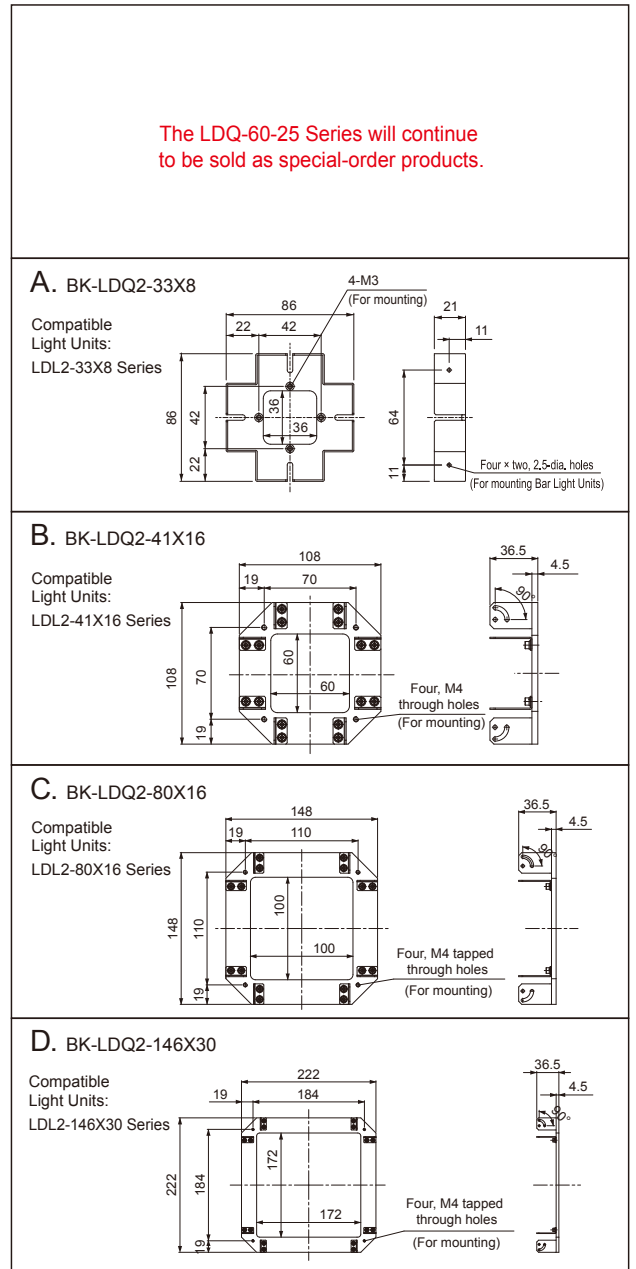 The LDQ-60-25 Series will continue
to be sold as special-order products.
A. BK-LDQ2-33X8
Compatible
Light Units:
LDL2-33X8 Series
4-M3
(For mounting)
86
22 42
86
42
22
36
36
21
11
64
11
Four × two, 2.5-dia. holes
(For mounting Bar Light Units)
B. BK-LDQ2-41X16
Compatible
Light Units:
LDL2-41X16 Series
108
19 70
108
70
19
60
60
Four, M4
through holes
(For mounting)
36.5
4.5
90°
C. BK-LDQ2-80X16
Compatible
Light Units:
LDL2-80X16 Series
148
19 110
148
110
19
100
100
Four, M4 tapped
through holes
(For mounting)
36.5
4.5
90°
D. BK-LDQ2-146X30
Compatible
Light Units:
LDL2-146X30 Series
222
19 184
222
184
19
172
172
Four, M4 tapped
through holes
(For mounting)
36.5
4.5
90°